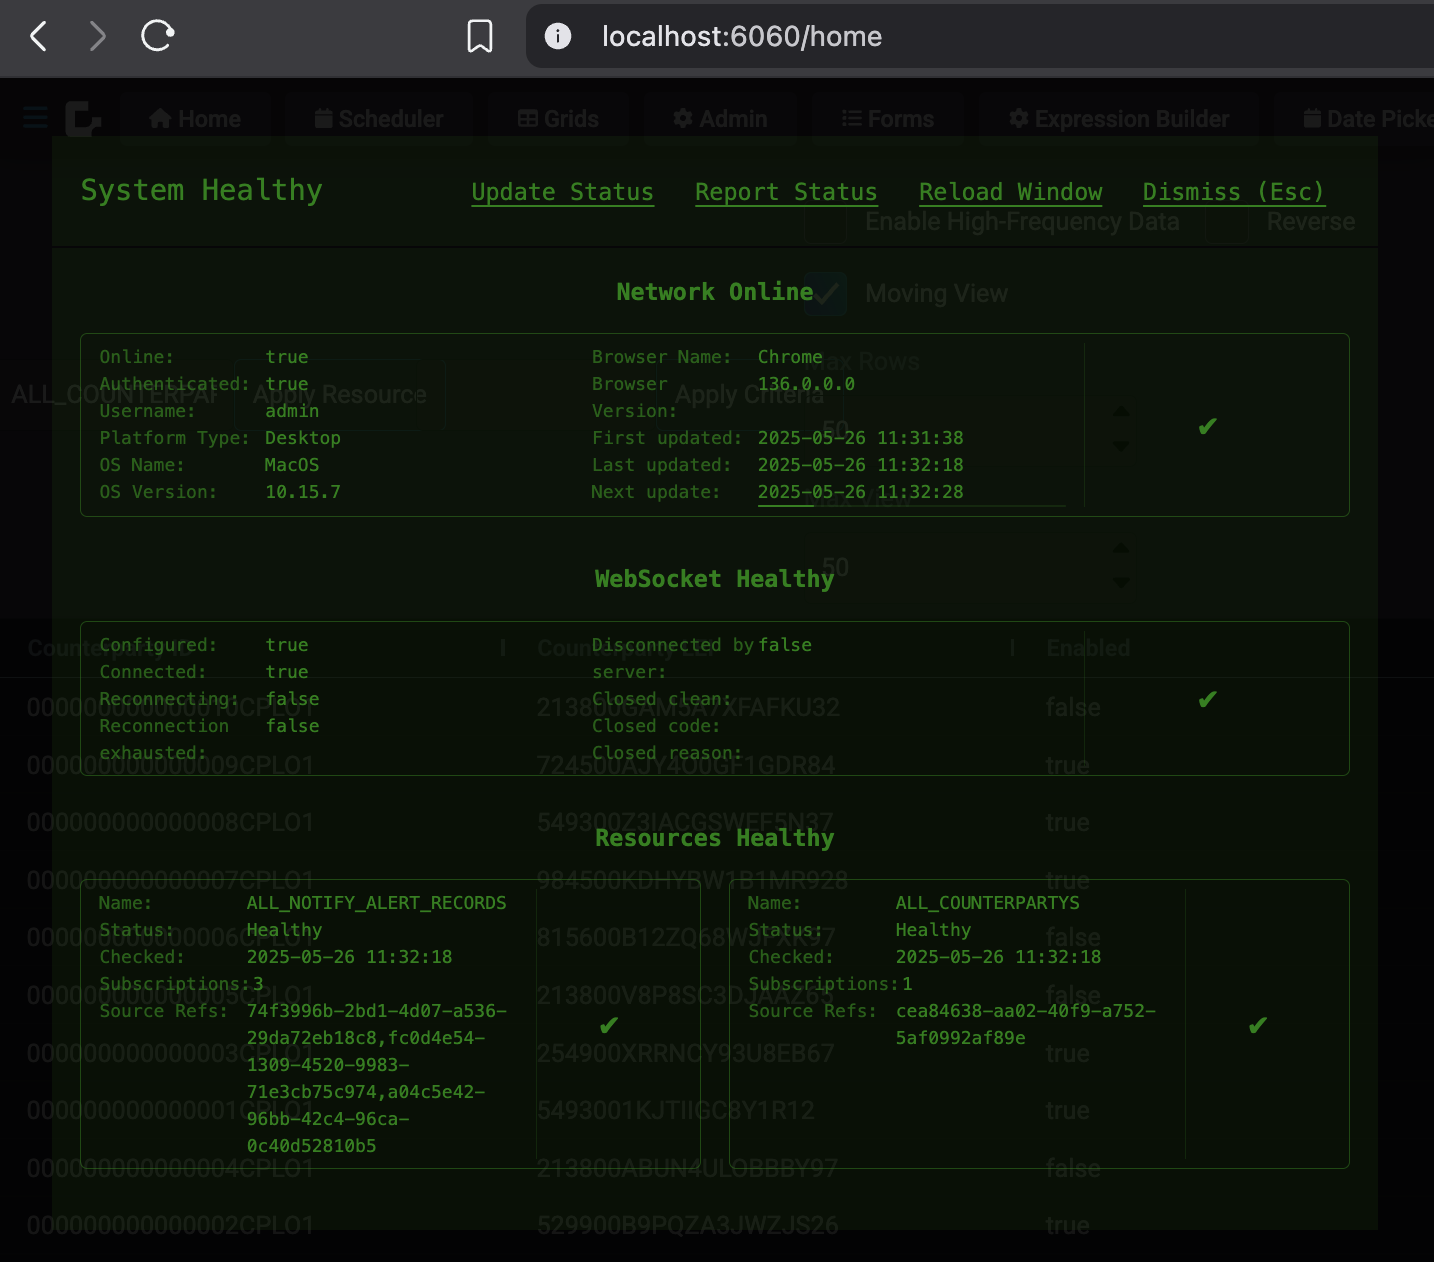 localhost:6060/home
Home Scheduler Grids Admin Forms Expression Builder Date Picke
System Healthy Update Status Report Status Reload Window Dismiss (Esc)
Enable High-Frequency Data Reverse
Network Online
Moving View
Online: true
Authenticated: true
Username: admin
Platform Type: Desktop
OS Name: MacOS
OS Version: 10.15.7
Browser Name: Chrome
Browser Version: 136.0.0.0
First updated: 2025-05-26 11:31:38
Last updated: 2025-05-26 11:32:18
Next update: 2025-05-26 11:32:28
Max Rows
ALL_COUNTERPAR Apply Resource Apply Criteria
50
Max View
50
WebSocket Healthy
Configured: true
Connected: true
Reconnecting: false
Reconnection exhausted: false
Disconnected by server: false
Closed clean:
Closed code:
Closed reason:
Counterparty ID Counterparty LEI Enabled
000000000000010CPLO1 213800GAM5A7XFAFKU32 false
000000000000009CPLO1 true
000000000000008CPLO1 true
Resources Healthy
000000000000007CPLO1 984500KDHYBW1B1MR928 true
000000000000006CPLO1 false
000000000000005CPLO1 false
000000000000003CPLO1 254900XRRNCY93U8EB67 true
000000000000001CPLO1 5493001KJTIIGC8Y1R12 true
000000000000004CPLO1 213800ABUN4ULOBBBY97 false
000000000000002CPLO1 529900B9PQZA3JWZJS26 true
Name: ALL_NOTIFY_ALERT_RECORDS
Status: Healthy
Checked: 2025-05-26 11:32:18
Subscriptions: 3
Source Refs: 74f3996b-2bd1-4d07-a536-
29da72eb18c8,fc0d4e54-
1309-4520-9983-
71e3cb75c974,a04c5e42-
96bb-42c4-96ca-
0c40d52810b5
Name: ALL_COUNTERPARTYS
Status: Healthy
Checked: 2025-05-26 11:32:18
Subscriptions: 1
Source Refs: cea84638-aa02-40f9-a752-
5af0992af89e